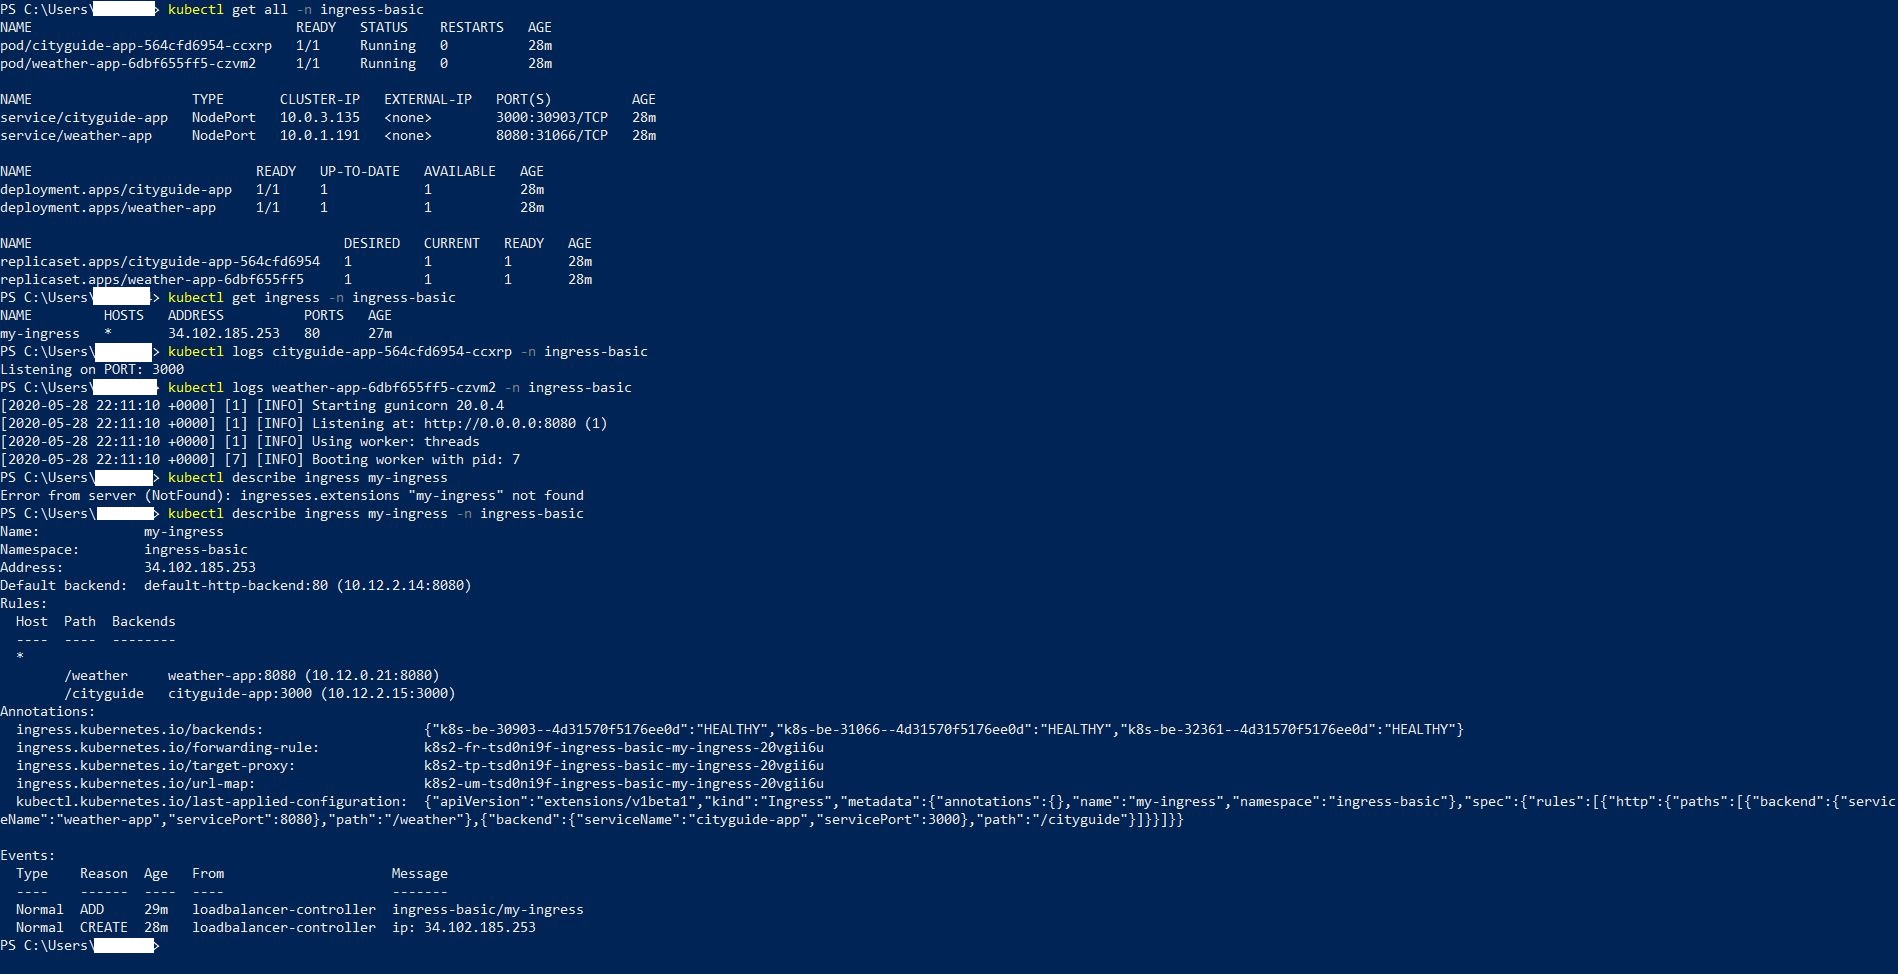 PS C:\Users\> kubectl get all -n ingress-basic
NAME READY STATUS RESTARTS AGE
pod/cityguide-app-564cfd6954-ccxrp 1/1 Running 0 28m
pod/weather-app-6dbf655ff5-czvm2 1/1 Running 0 28m
NAME TYPE CLUSTER-IP EXTERNAL-IP PORT(S) AGE
service/cityguide-app NodePort 10.0.3.135 <none> 3000:30903/TCP 28m
service/weather-app NodePort 10.0.1.191 <none> 8080:31066/TCP 28m
NAME READY UP-TO-DATE AVAILABLE AGE
deployment.apps/cityguide-app 1/1 1 1 28m
deployment.apps/weather-app 1/1 1 1 28m
NAME DESIRED CURRENT READY AGE
replicaset.apps/cityguide-app-564cfd6954 1 1 1 28m
replicaset.apps/weather-app-6dbf655ff5 1 1 1 28m
PS C:\Users\> kubectl get ingress -n ingress-basic
NAME HOSTS ADDRESS PORTS AGE
my-ingress * 34.102.185.253 80 27m
PS C:\Users\> kubectl logs cityguide-app-564cfd6954-ccxrp -n ingress-basic
Listening on PORT: 3000
PS C:\Users\> kubectl logs weather-app-6dbf655ff5-czvm2 -n ingress-basic
[2020-05-28 22:11:10 +0000] [1] [INFO] Starting gunicorn 20.0.4
[2020-05-28 22:11:10 +0000] [1] [INFO] Listening at: http://0.0.0.0:8080 (1)
[2020-05-28 22:11:10 +0000] [1] [INFO] Using worker: threads
[2020-05-28 22:11:10 +0000] [7] [INFO] Booting worker with pid: 7
PS C:\Users\> kubectl describe ingress my-ingress
Error from server (NotFound): ingresses.extensions "my-ingress" not found
PS C:\Users\> kubectl describe ingress my-ingress -n ingress-basic
Name: my-ingress
Namespace: ingress-basic
Address: 34.102.185.253
Default backend: default-http-backend:80 (10.12.2.14:8080)
Rules:
Host Path Backends
---- ---- --------
*
/weather weather-app:8080 (10.12.0.21:8080)
/cityguide cityguide-app:3000 (10.12.2.15:3000)
Annotations:
ingress.kubernetes.io/backends: {"k8s-be-30903--4d31570f5176ee0d":"HEALTHY","k8s-be-31066--4d31570f5176ee0d":"HEALTHY","k8s-be-32361--4d31570f5176ee0d":"HEALTHY"}
ingress.kubernetes.io/forwarding-rule: k8s2-fr-tsd0ni9f-ingress-basic-my-ingress-20vgii6u
ingress.kubernetes.io/target-proxy: k8s2-tp-tsd0ni9f-ingress-basic-my-ingress-20vgii6u
ingress.kubernetes.io/url-map: k8s2-um-tsd0ni9f-ingress-basic-my-ingress-20vgii6u
kubectl.kubernetes.io/last-applied-configuration: {"apiVersion":"extensions/v1beta1","kind":"Ingress","metadata":{"annotations":{},"name":"my-ingress","namespace":"ingress-basic"},"spec":{"rules":[{"http":{"paths":[{"backend":{"servic
eName":"weather-app","servicePort":8080},"path":"/weather"},{"backend":{"serviceName":"cityguide-app","servicePort":3000},"path":"/cityguide"}]}}]}}
Events:
Type Reason Age From Message
---- ------ ---- ---- -------
Normal ADD 29m loadbalancer-controller ingress-basic/my-ingress
Normal CREATE 28m loadbalancer-controller ip: 34.102.185.253
PS C:\Users\>